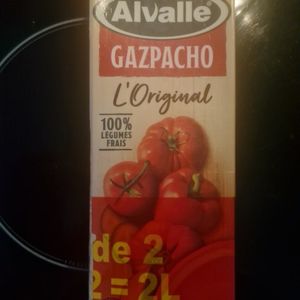 Alvalle
GAZPACHO
L'Original
100%
LÉGUMES
FRAIS
de 2
2 = 2L